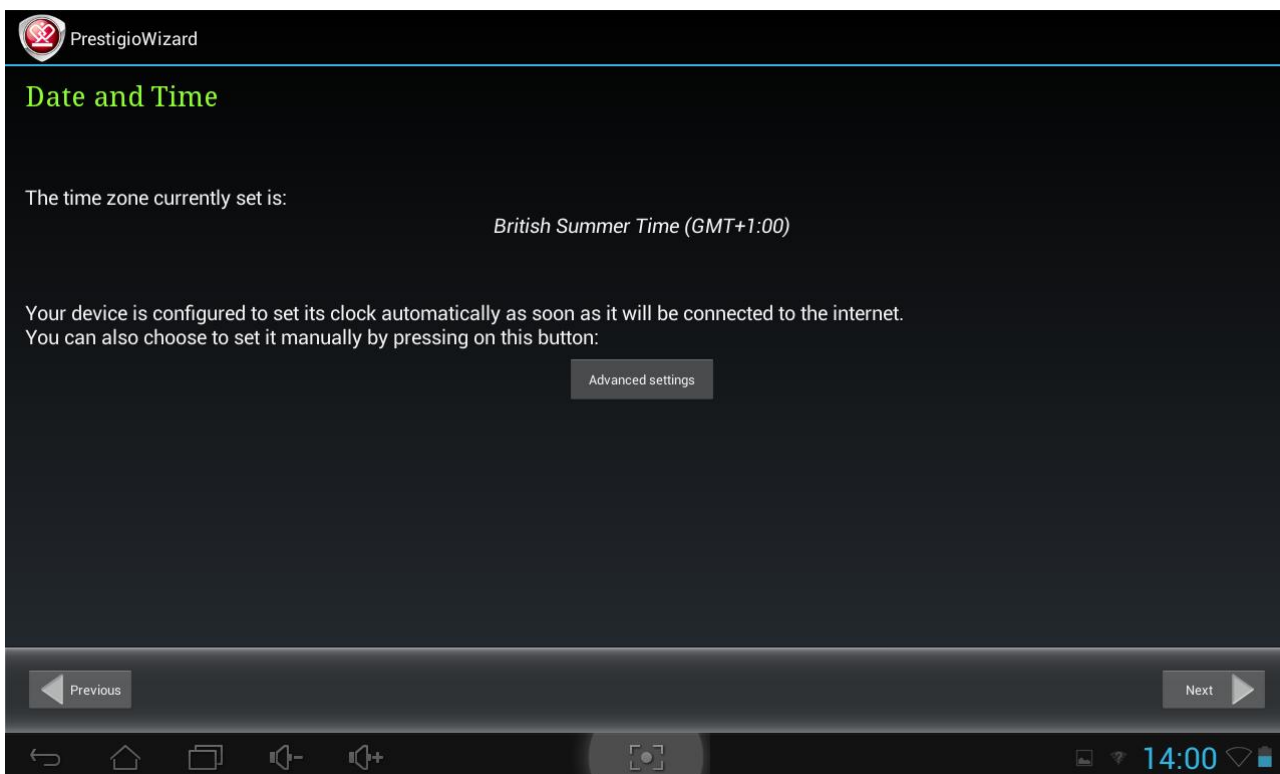 PrestigioWizard
Date and Time
The time zone currently set is:
British Summer Time (GMT+1:00)
Your device is configured to set its clock automatically as soon as it will be connected to the internet.
You can also choose to set it manually by pressing on this button:
Advanced settings
Previous
Next
14:00